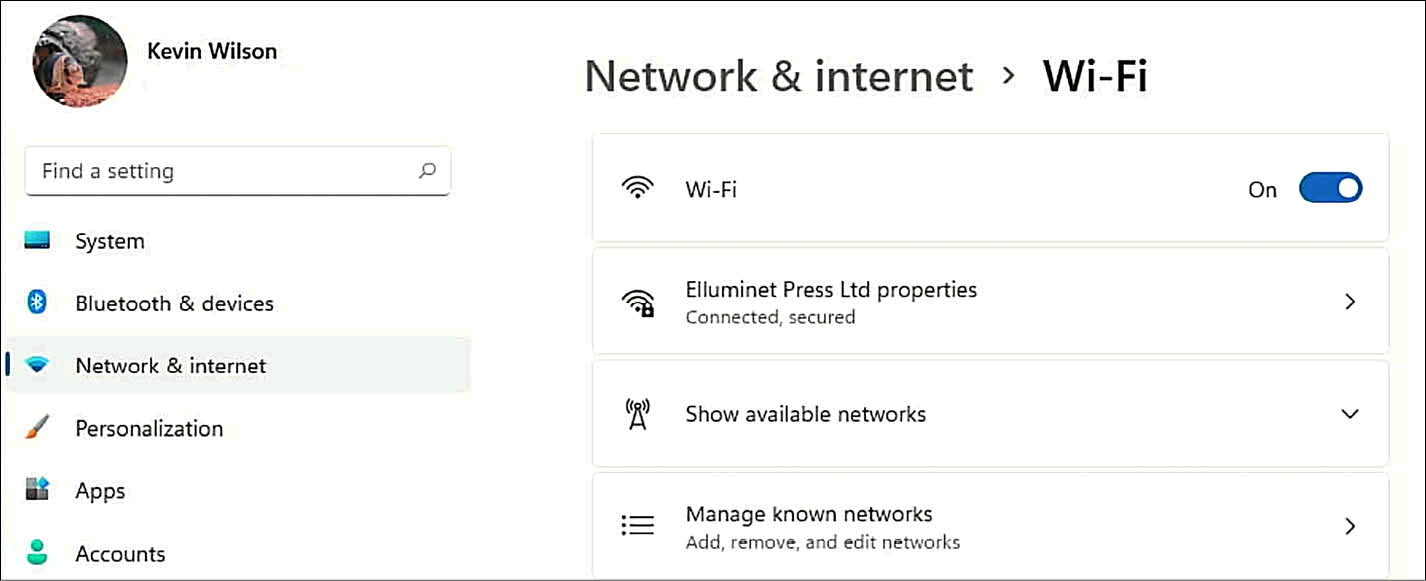 Kevin Wilson
Find a setting
System
Bluetooth & devices
Network & internet
Personalization
Apps
Accounts
Network & internet > Wi-Fi
Wi-Fi
On
Elluminet Press Ltd properties
Connected, secured
Show available networks
Manage known networks
Add, remove, and edit networks